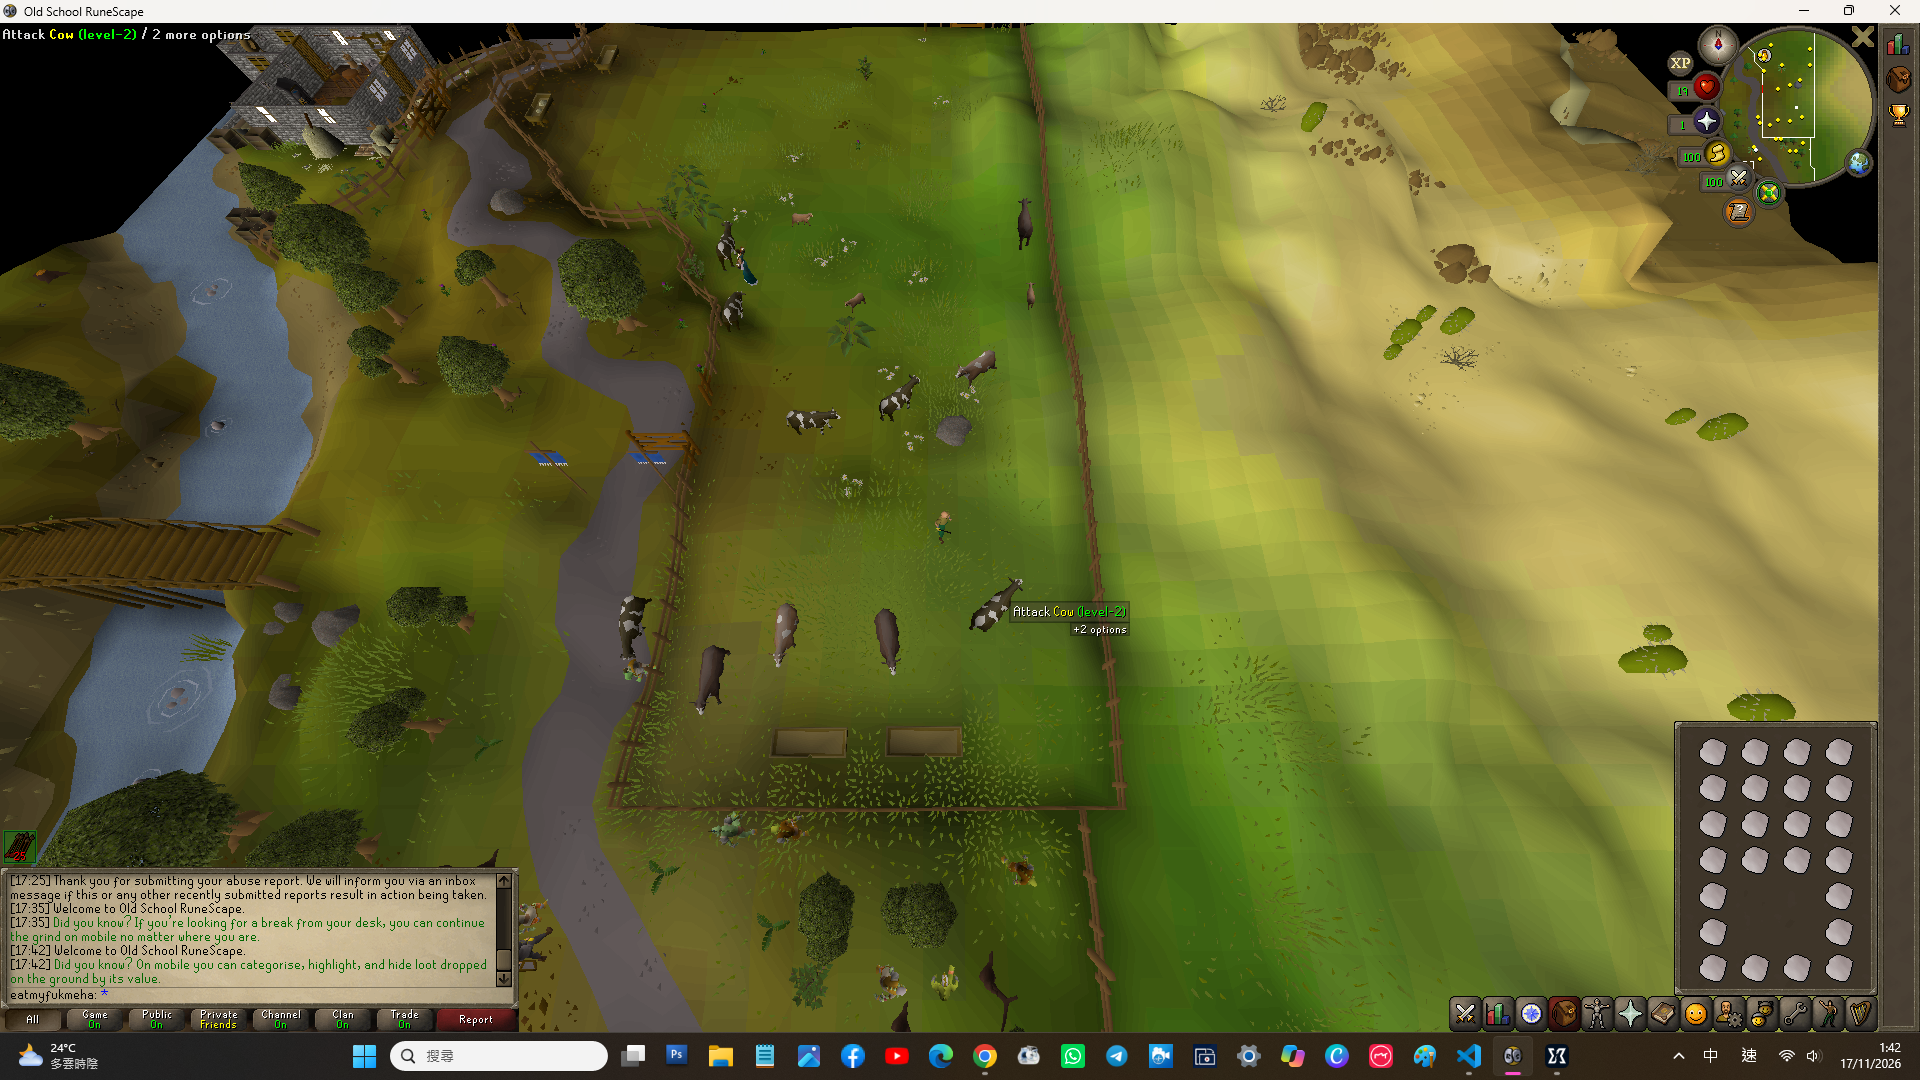 Old School RuneScape
Attack Cow (level-2) / 2 more options
N
XP
19
1
100
100
Attack Cow (level-2)
+2 options
[17:25] Thank you for submitting your abuse report. We will inform you via an inbox
message if this or any other recently submitted reports result in action being taken.
[17:35] Welcome to Old School RuneScape.
[17:35] Did you know? If you're looking for a break from your desk, you can continue
the grind on mobile no matter where you are.
[17:42] Welcome to Old School RuneScape.
[17:42] Did you know? On mobile you can categorise, highlight, and hide loot dropped
on the ground by its value.
eatmyfukmeha: *
All
Game
On
Public
On
Private
Friends
Channel
On
Clan
On
Trade
On
Report
24°C
多雲時陰
搜尋
Ps
中
速
1:42
17/11/2026